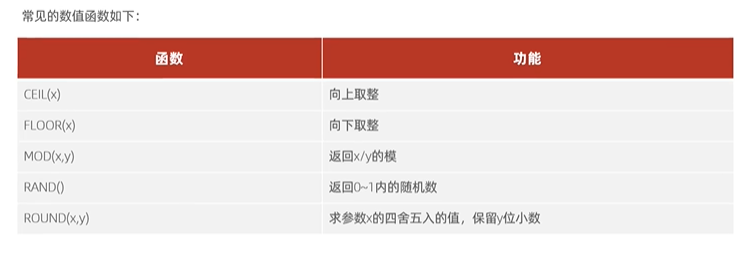 常见的数值函数如下：
函数 功能
CEIL(x) 向上取整
FLOOR(x) 向下取整
MOD(x,y) 返回x/y的模
RAND() 返回0~1内的随机数
ROUND(x,y) 求参数x的四舍五入的值，保留y位小数